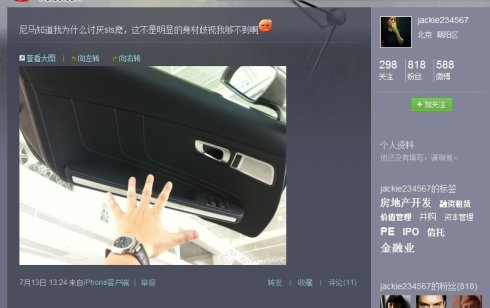 尼马知道我为什么讨厌sls麽，这不是明显的身材歧视我够不到啊
查看大图 | 向左转 | 向右转
7月13日 13:24 来自iPhone客户端 | 举报
转发 | 收藏 | 评论(11)
jackie234567
北京 朝阳区
298 818 588
关注 粉丝 微博
+ 加关注
个人资料
他还没有填写，请稍候。
jackie234567的标签
房地产开发 融资租赁
价值管理 并购 资本管理
PE IPO 信托
金融业
jackie234567的粉丝(818)